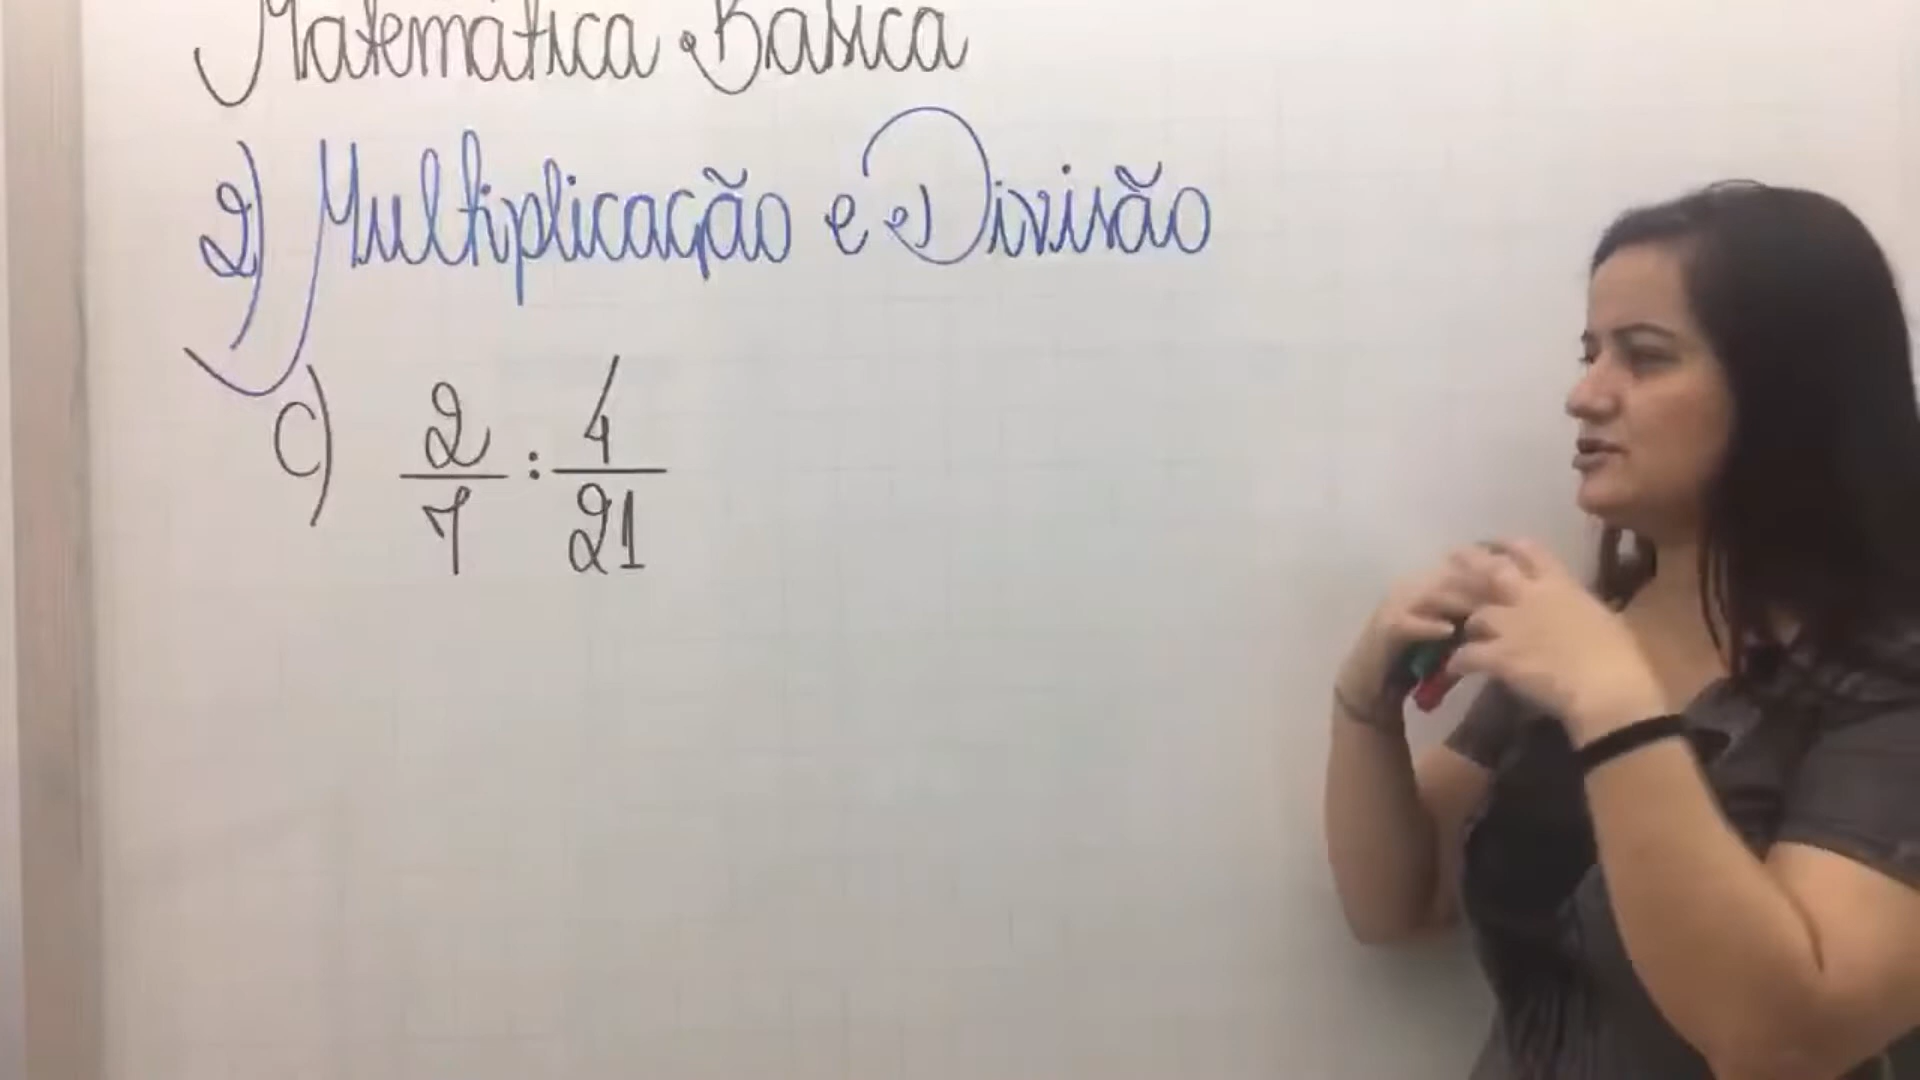 Matemática Básica
2) Multiplicação e Divisão
c) 2/7 : 4/21